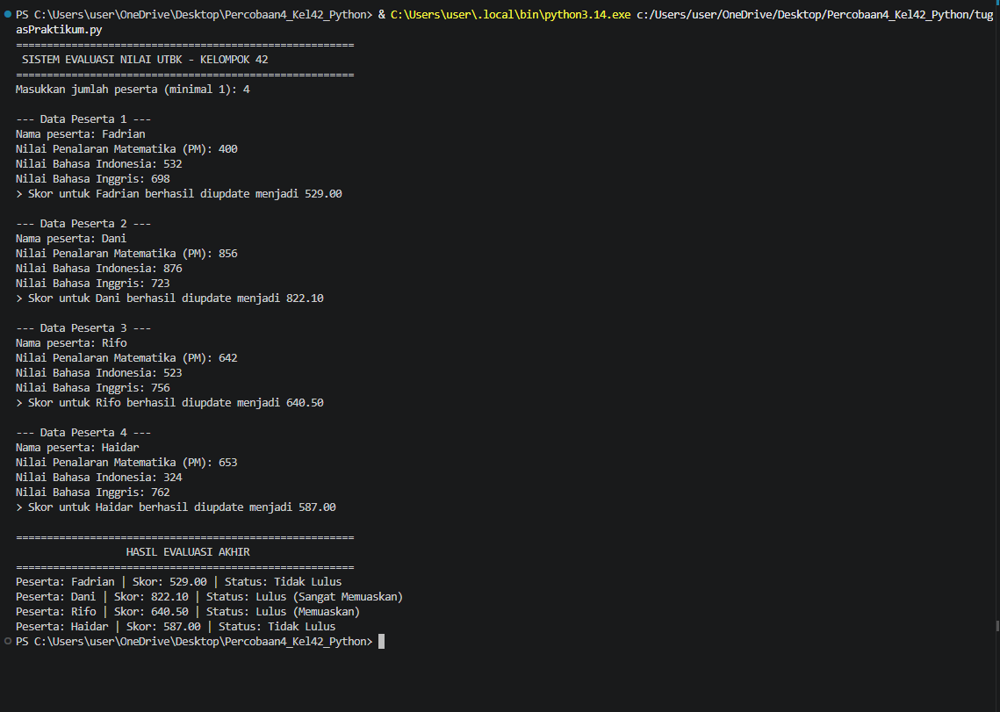 PS C:\Users\user\OneDrive\Desktop\Percobaan4_Kel42_Python> & C:\Users\user\.local\bin\python3.14.exe c:/Users/user/OneDrive/Desktop/Percobaan4_Kel42_Python/tug
asPraktikum.py
=======================================================
SISTEM EVALUASI NILAI UTBK - KELOMPOK 42
=======================================================
Masukkan jumlah peserta (minimal 1): 4
--- Data Peserta 1 ---
Nama peserta: Fadrian
Nilai Penalaran Matematika (PM): 400
Nilai Bahasa Indonesia: 532
Nilai Bahasa Inggris: 698
> Skor untuk Fadrian berhasil diupdate menjadi 529.00
--- Data Peserta 2 ---
Nama peserta: Dani
Nilai Penalaran Matematika (PM): 856
Nilai Bahasa Indonesia: 876
Nilai Bahasa Inggris: 723
> Skor untuk Dani berhasil diupdate menjadi 822.10
--- Data Peserta 3 ---
Nama peserta: Rifo
Nilai Penalaran Matematika (PM): 642
Nilai Bahasa Indonesia: 523
Nilai Bahasa Inggris: 756
> Skor untuk Rifo berhasil diupdate menjadi 640.50
--- Data Peserta 4 ---
Nama peserta: Haidar
Nilai Penalaran Matematika (PM): 653
Nilai Bahasa Indonesia: 324
Nilai Bahasa Inggris: 762
> Skor untuk Haidar berhasil diupdate menjadi 587.00
=======================================================
HASIL EVALUASI AKHIR
=======================================================
Peserta: Fadrian | Skor: 529.00 | Status: Tidak Lulus
Peserta: Dani | Skor: 822.10 | Status: Lulus (Sangat Memuaskan)
Peserta: Rifo | Skor: 640.50 | Status: Lulus (Memuaskan)
Peserta: Haidar | Skor: 587.00 | Status: Tidak Lulus
PS C:\Users\user\OneDrive\Desktop\Percobaan4_Kel42_Python>